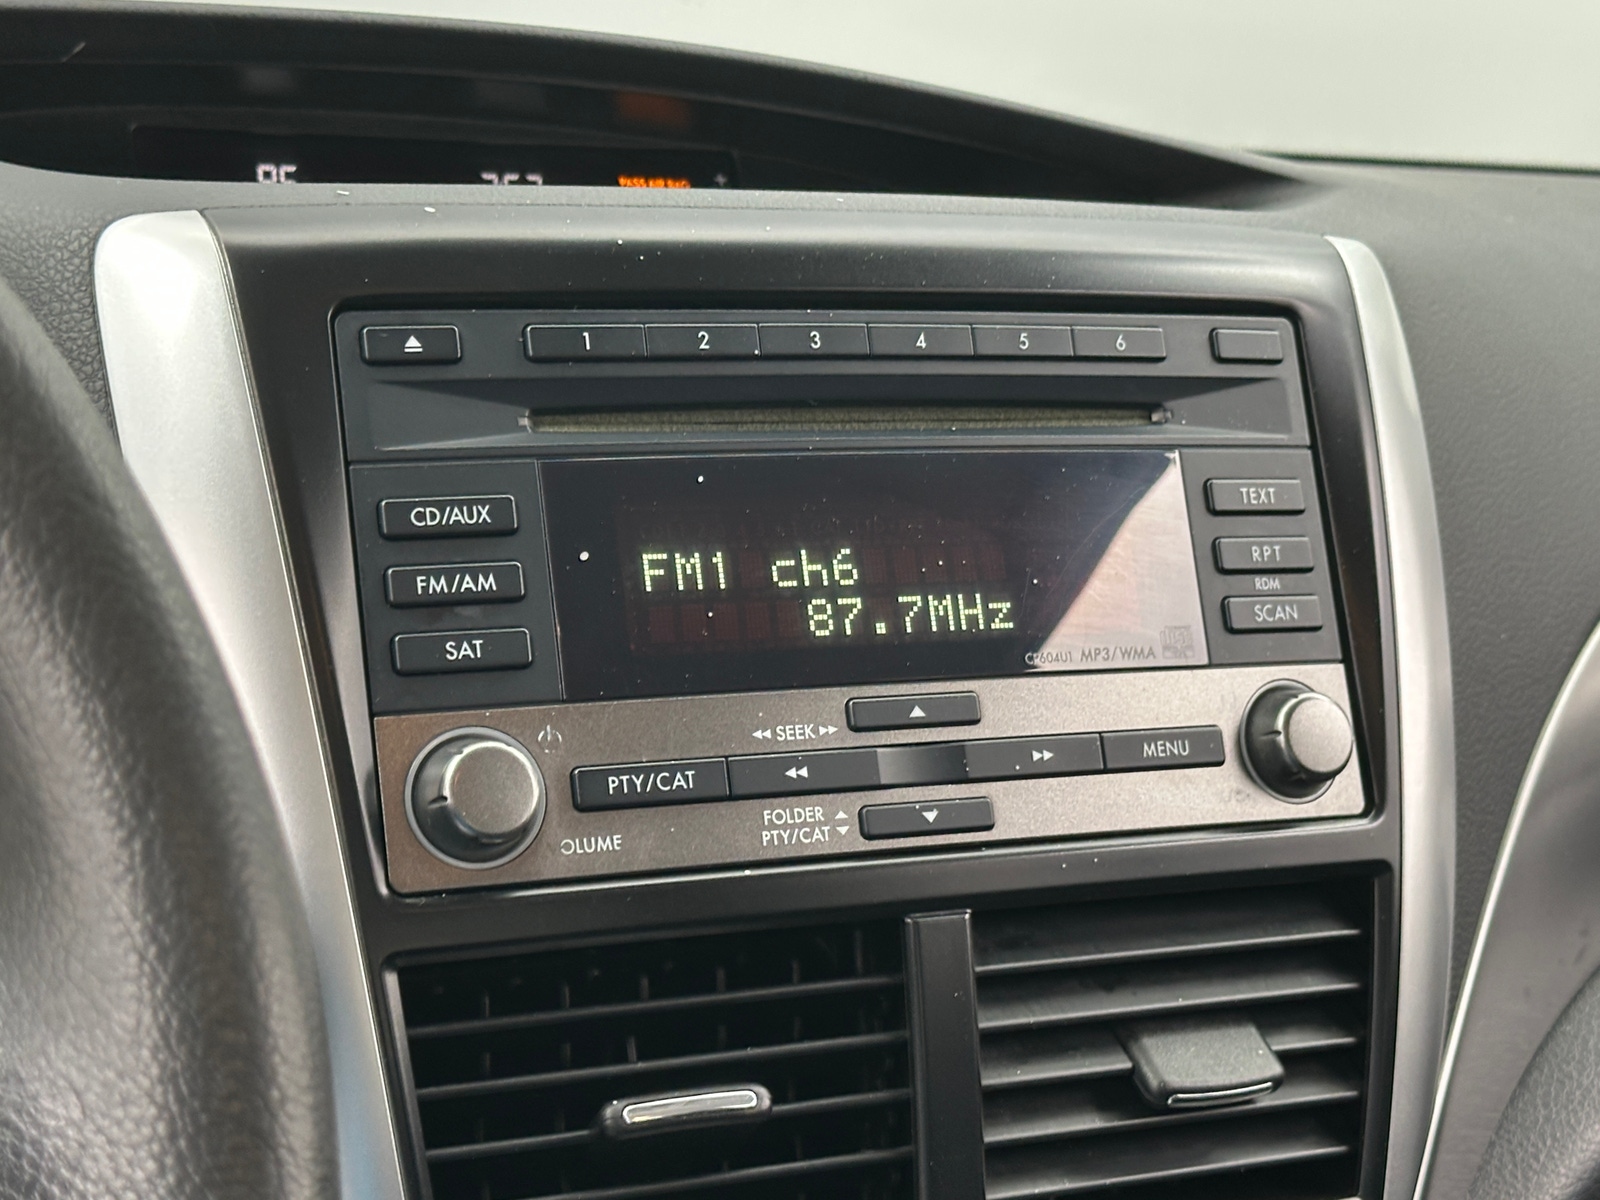 PASS AIR BAG
1 2 3 4 5 6
CD/AUX
FM/AM
SAT
FM1 ch6
87.7MHz
CF604U1 MP3/WMA
TEXT
RPT
RDM
SCAN
SEEK
PTY/CAT
MENU
OLUME
FOLDER
PTY/CAT